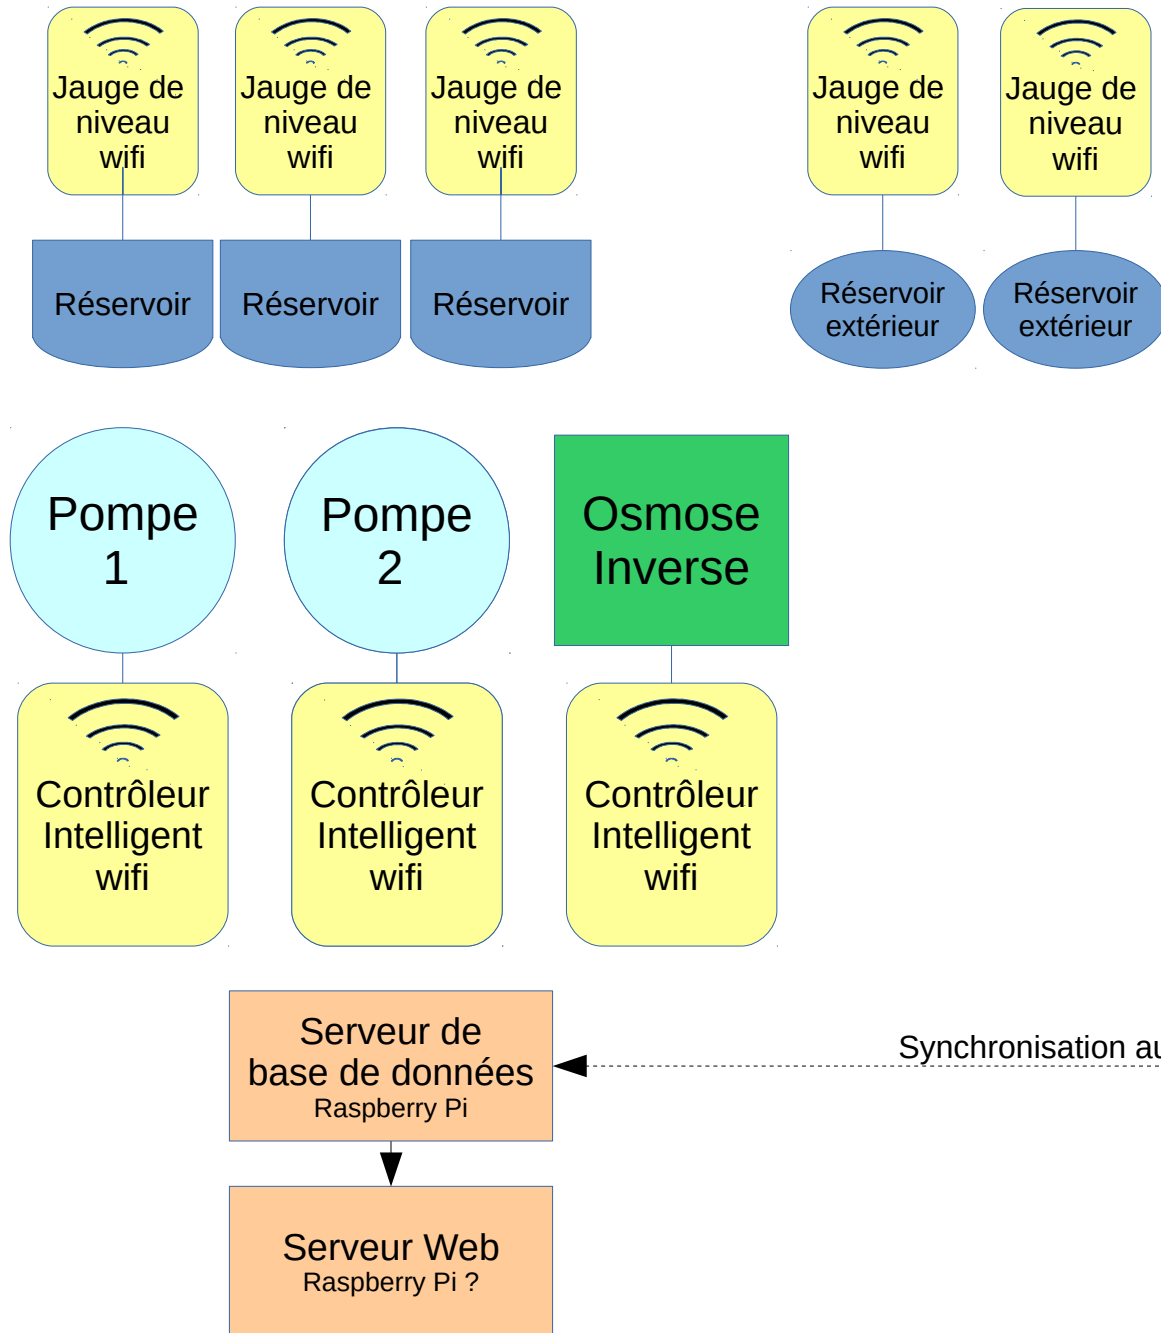 Jauge de
niveau
wifi
Jauge de
niveau
wifi
Jauge de
niveau
wifi
Jauge de
niveau
wifi
Jauge de
niveau
wifi
Réservoir
Réservoir
Réservoir
Réservoir
extérieur
Réservoir
extérieur
Pompe
1
Pompe
2
Osmose
Inverse
Contrôleur
Intelligent
wifi
Contrôleur
Intelligent
wifi
Contrôleur
Intelligent
wifi
Serveur de
base de données
Raspberry Pi
Synchronisation
Serveur Web
Raspberry Pi ?